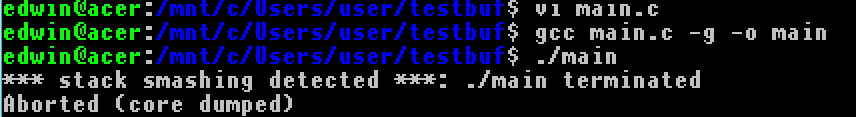 edwin@acer:/mnt/c/Users/user/testbuf$ vi main.c
edwin@acer:/mnt/c/Users/user/testbuf$ gcc main.c -g -o main
edwin@acer:/mnt/c/Users/user/testbuf$ ./main
*** stack smashing detected ***: ./main terminated
Aborted (core dumped)